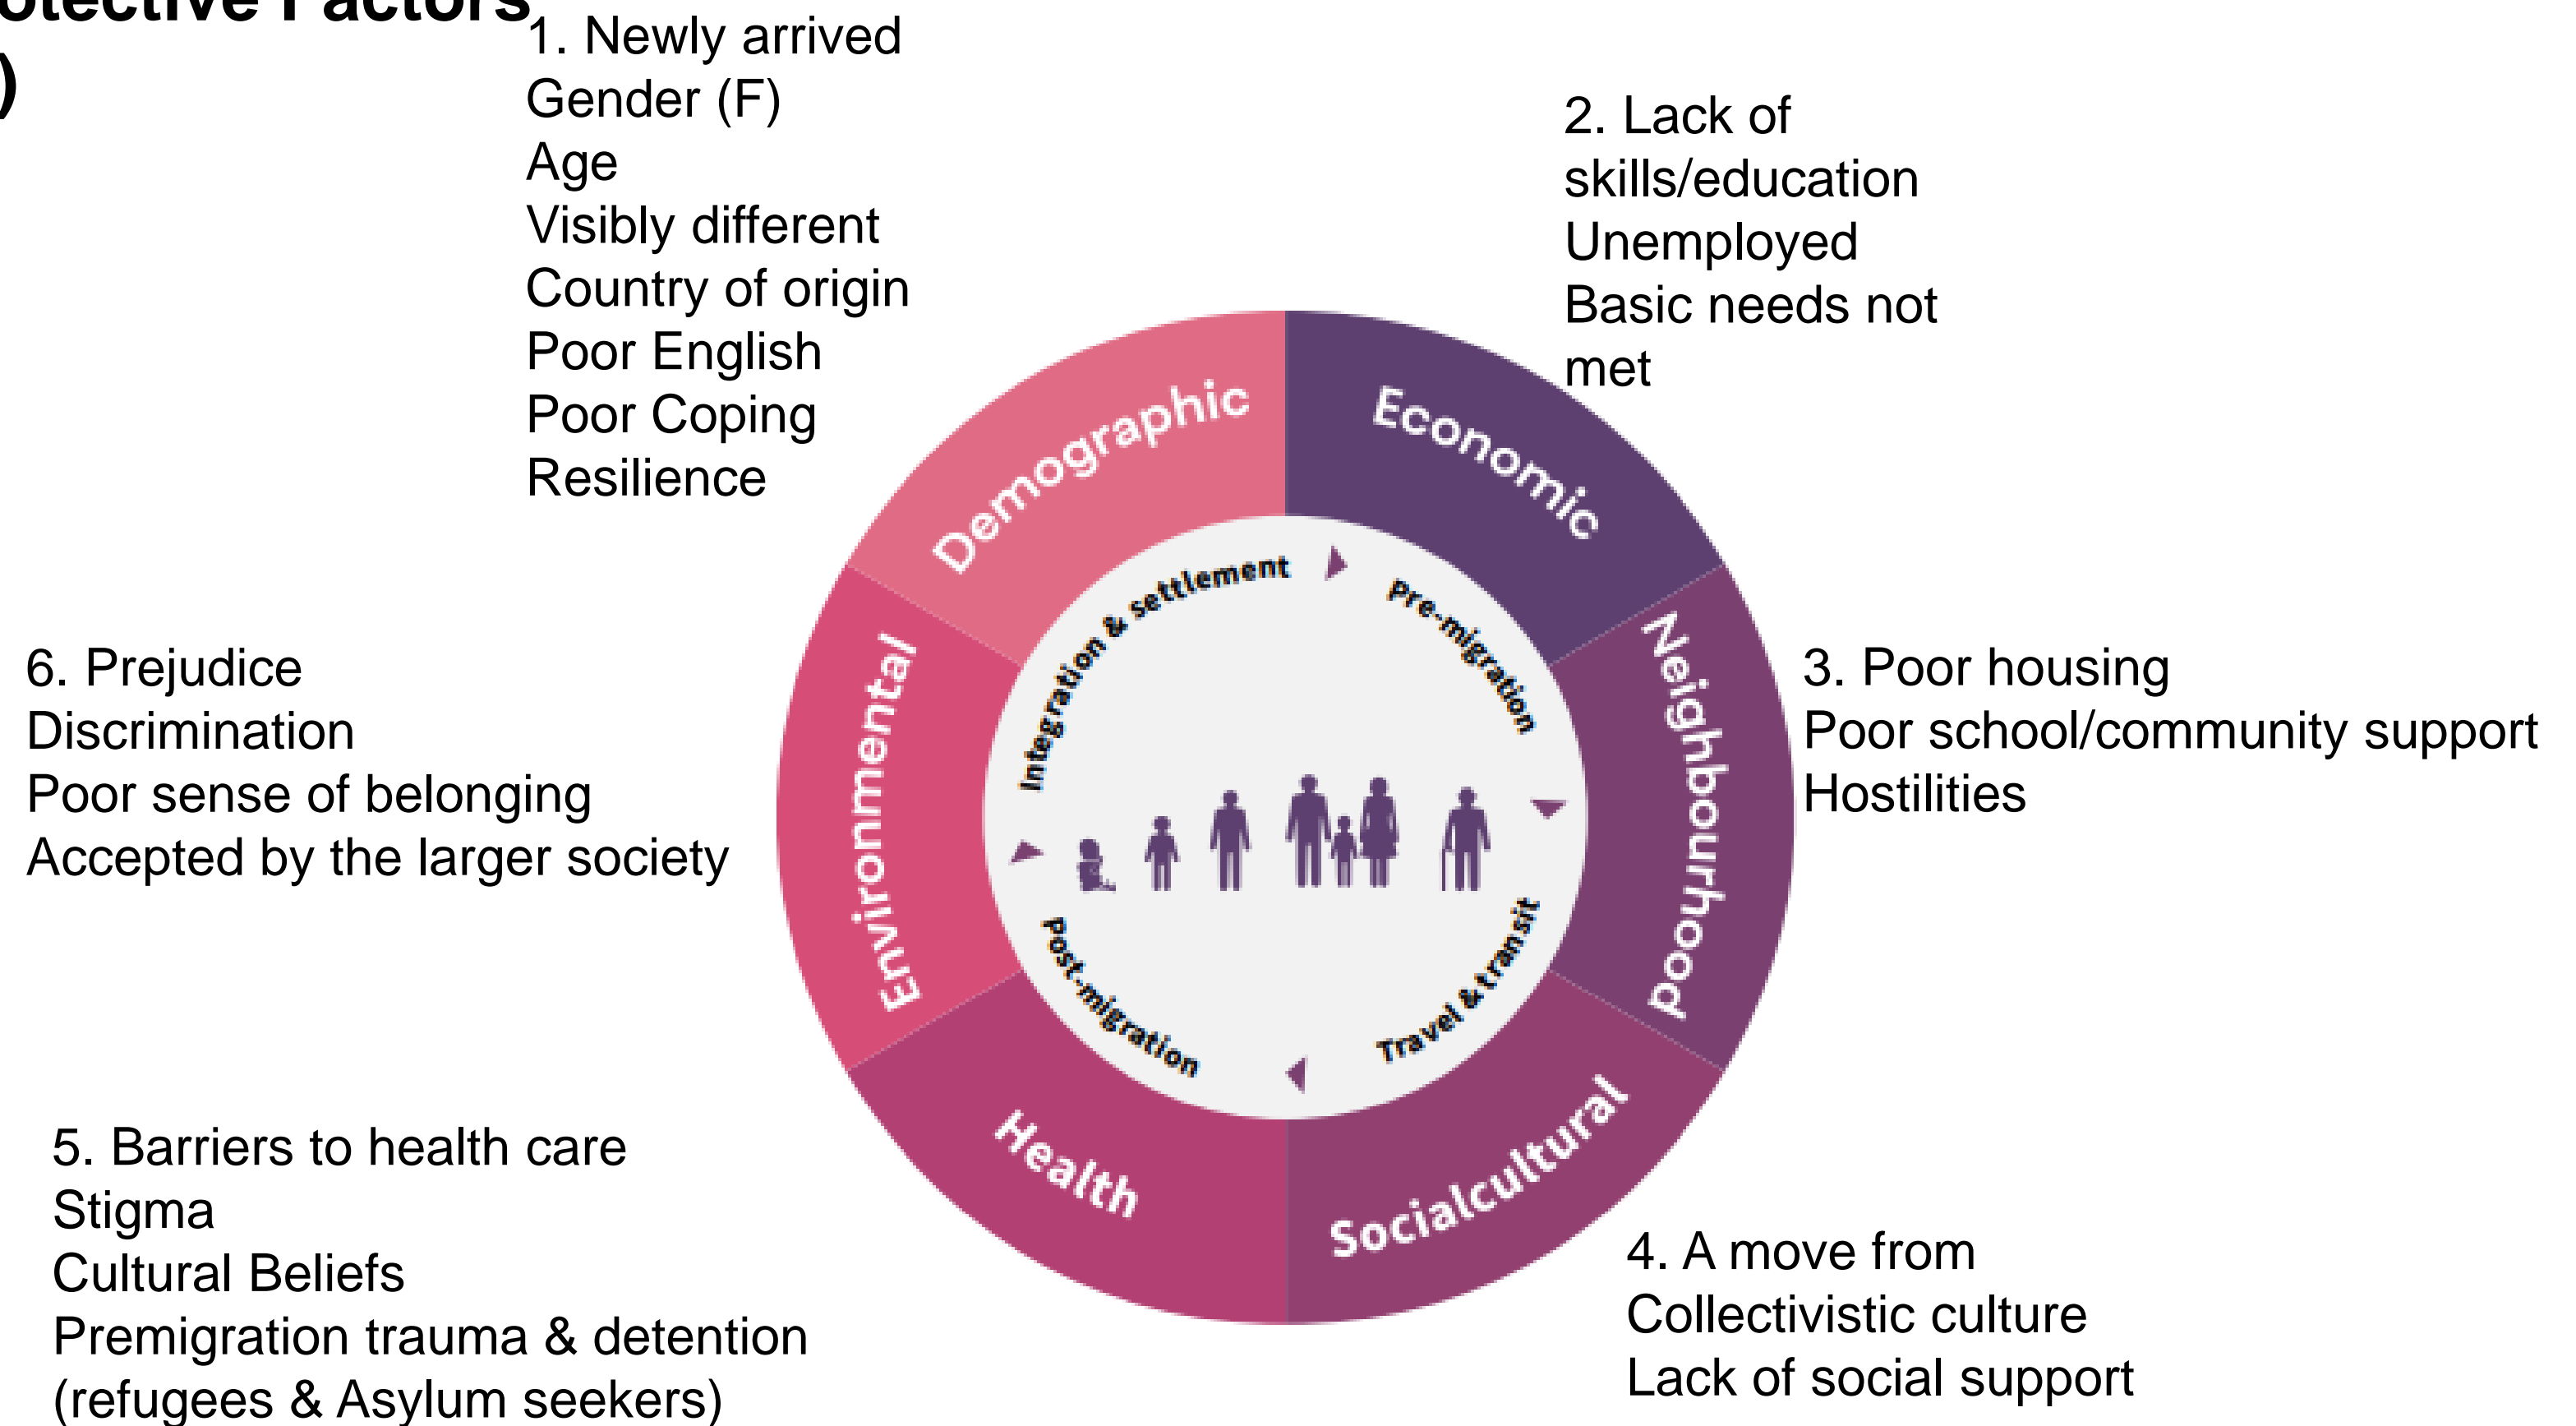 Factors
)
1. Newly arrived
Gender (F)
Age
Visibly different
Country of origin
Poor English
Poor Coping
Resilience
2. Lack of
skills/education
Unemployed
Basic needs not
met
3. Poor housing
Poor school/community support
Hostilities
4. A move from
Collectivistic culture
Lack of social support
5. Barriers to health care
Stigma
Cultural Beliefs
Premigration trauma & detention
(refugees & Asylum seekers)
6. Prejudice
Discrimination
Poor sense of belonging
Accepted by the larger society
Demographic
Economic
Neighbourhood
Socialcultural
Health
Environmental
pre-migration
Travel & transit
Post-migration
Integration & settlement